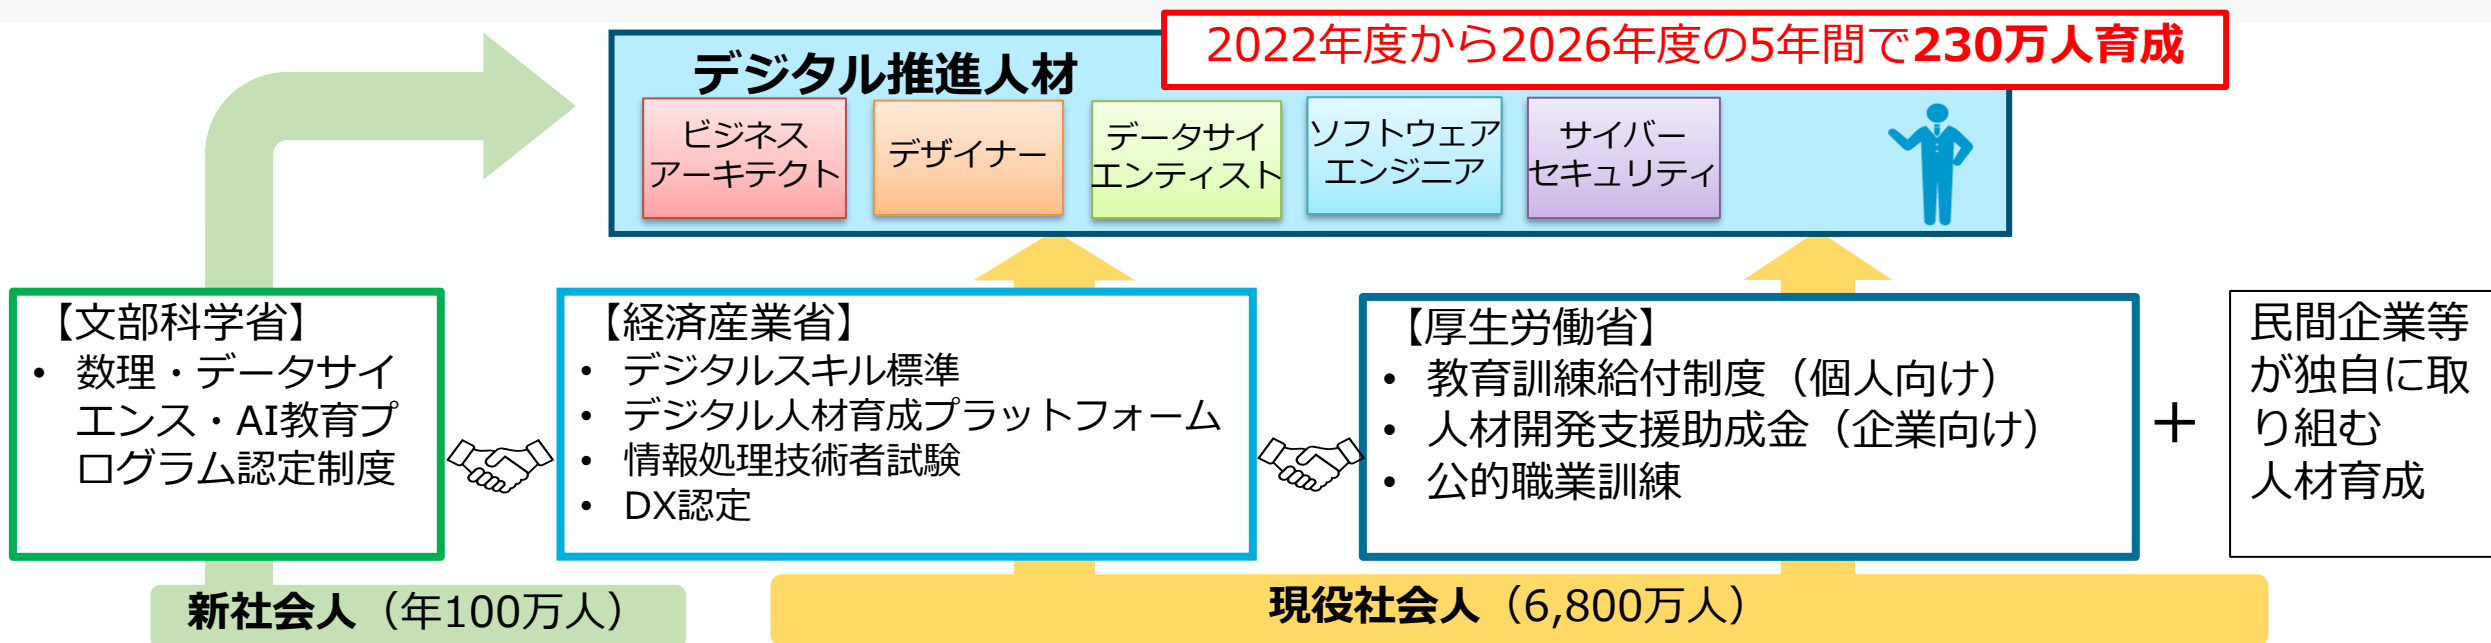 2022年度から2026年度の5年間で230万人育成
デジタル推進人材
ビジネス
アーキテクト
デザイナー
データサイ
エンティスト
ソフトウェア
エンジニア
サイバー
セキュリティ
【文部科学省】
• 数理・データサイ
エンス・AI教育プ
ログラム認定制度
【経済産業省】
• デジタルスキル標準
• デジタル人材育成プラットフォーム
• 情報処理技術者試験
• DX認定
【厚生労働省】
• 教育訓練給付制度（個人向け）
• 人材開発支援助成金（企業向け）
• 公的職業訓練
＋
民間企業等
が独自に取
り組む
人材育成
新社会人（年100万人）
現役社会人（6,800万人）